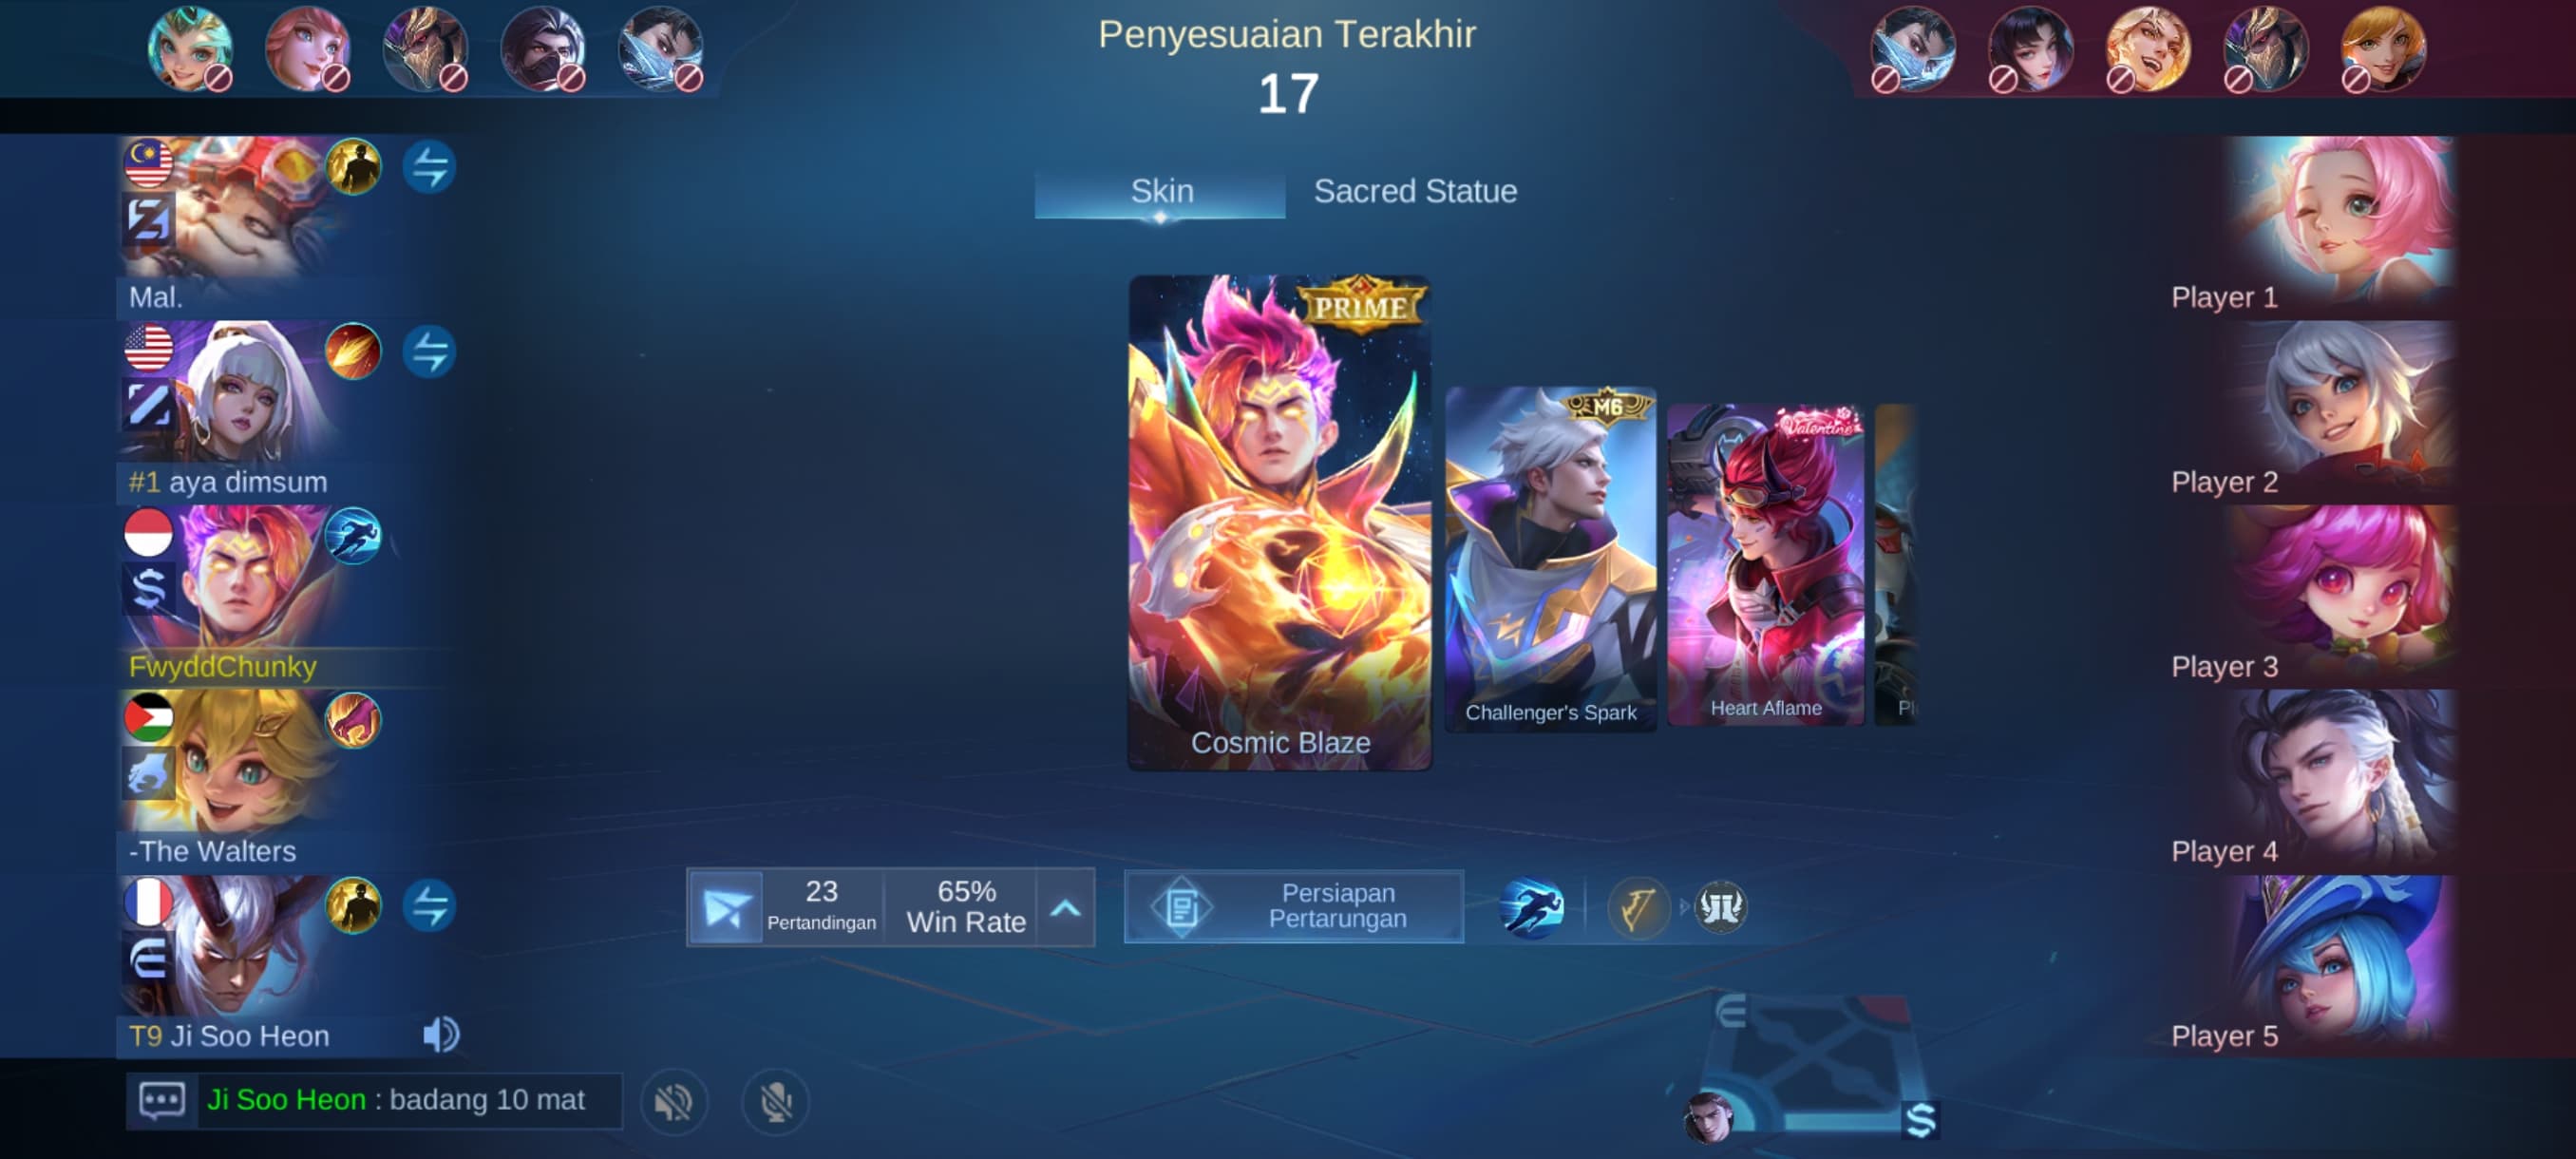 Penyesuaian Terakhir
17
Skin
Sacred Statue
Mal.
#1 aya dimsum
FwyddChunky
-The Walters
T9 Ji Soo Heon
PRIME
Cosmic Blaze
M6
Challenger's Spark
Valentine
Heart Aflame
Player 1
Player 2
Player 3
Player 4
Player 5
23
Pertandingan
65%
Win Rate
Persiapan
Pertarungan
Ji Soo Heon : badang 10 mat